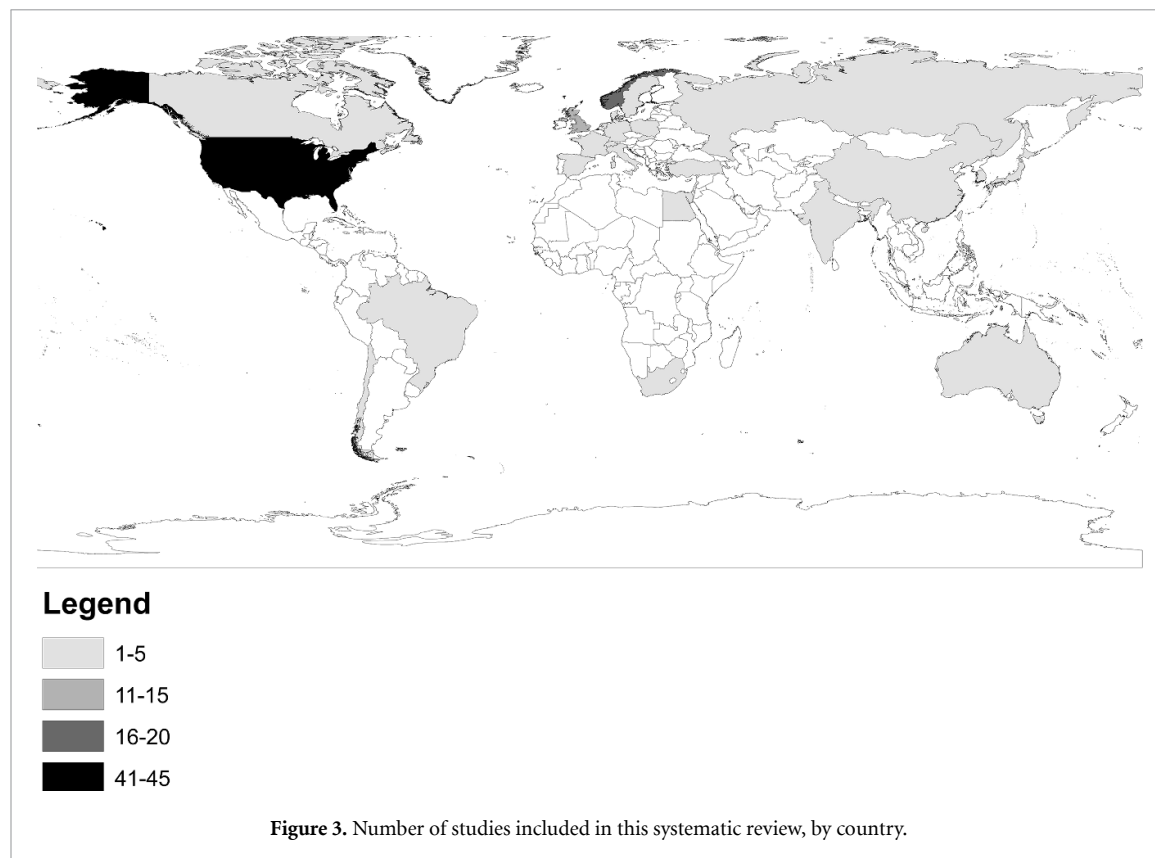 Legend
1-5
11-15
16-20
41-45
Figure 3. Number of studies included in this systematic review, by country.